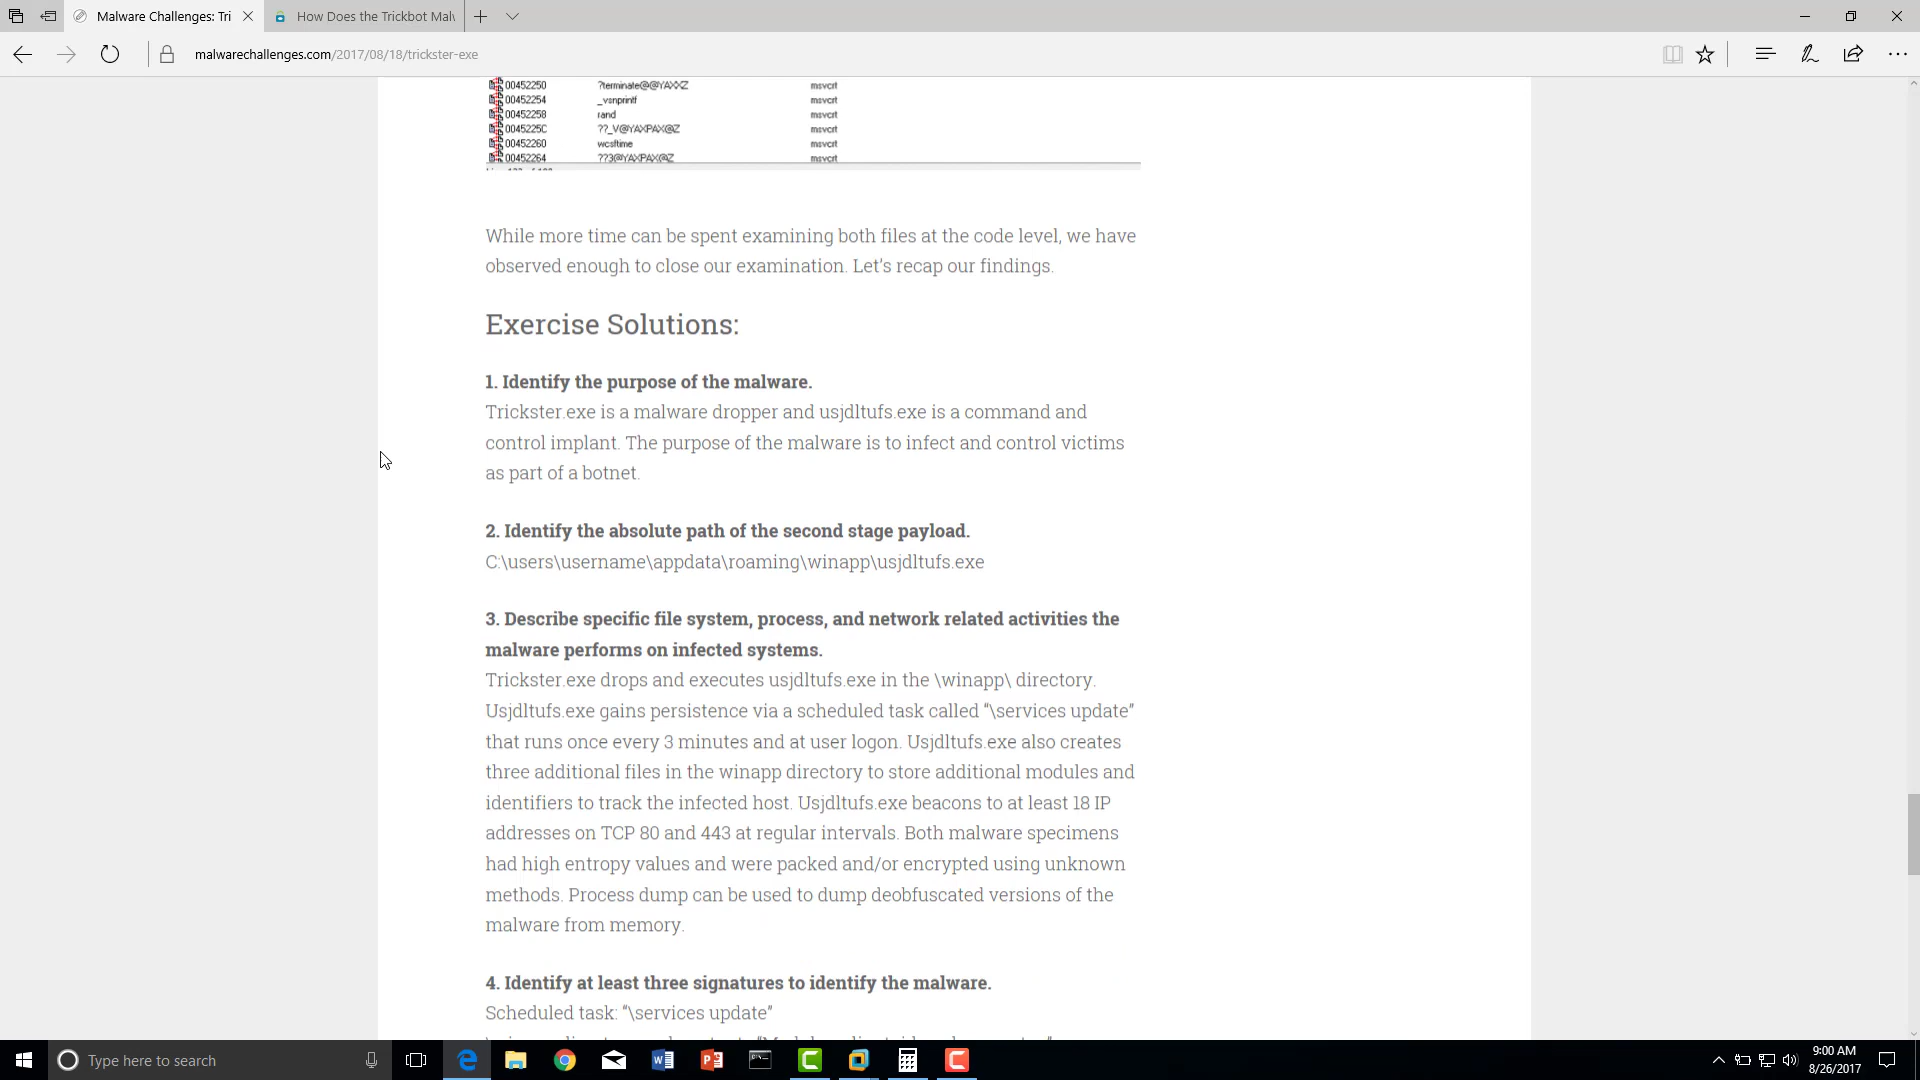 Malware Challenges: Tri
How Does the Trickbot Mal
malwarechallenges.com/2017/08/18/trickster-exe
00452250 ?terminate@@YAXXZ msvcrt
00452254 _vsnprintf msvcrt
00452258 rand msvcrt
0045225C ??_V@YAXPAX@Z msvcrt
00452260 wcsftime msvcrt
00452264 ??3@YAXPAX@Z msvcrt
While more time can be spent examining both files at the code level, we have
observed enough to close our examination. Let’s recap our findings.
Exercise Solutions:
1. Identify the purpose of the malware.
Trickster.exe is a malware dropper and usjdltufs.exe is a command and
control implant. The purpose of the malware is to infect and control victims
as part of a botnet.
2. Identify the absolute path of the second stage payload.
C:\users\username\appdata\roaming\winapp\usjdltufs.exe
3. Describe specific file system, process, and network related activities the
malware performs on infected systems.
Trickster.exe drops and executes usjdltufs.exe in the \winapp\ directory.
Usjdltufs.exe gains persistence via a scheduled task called “\services update”
that runs once every 3 minutes and at user logon. Usjdltufs.exe also creates
three additional files in the winapp directory to store additional modules and
identifiers to track the infected host. Usjdltufs.exe beacons to at least 18 IP
addresses on TCP 80 and 443 at regular intervals. Both malware specimens
had high entropy values and were packed and/or encrypted using unknown
methods. Process dump can be used to dump deobfuscated versions of the
malware from memory.
4. Identify at least three signatures to identify the malware.
Scheduled task: “\services update”
Type here to search
9:00 AM
8/26/2017